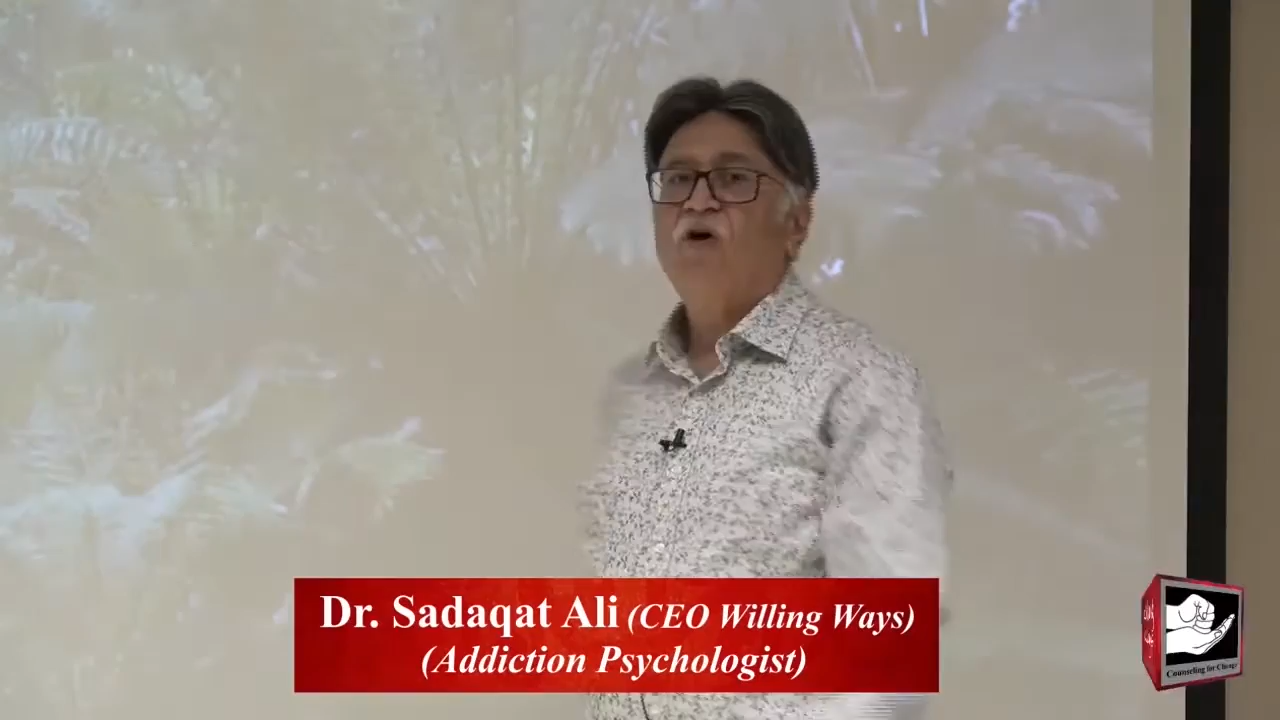 Dr. Sadaqat Ali (CEO Willing Ways)
(Addiction Psychologist)
Counseling for Change